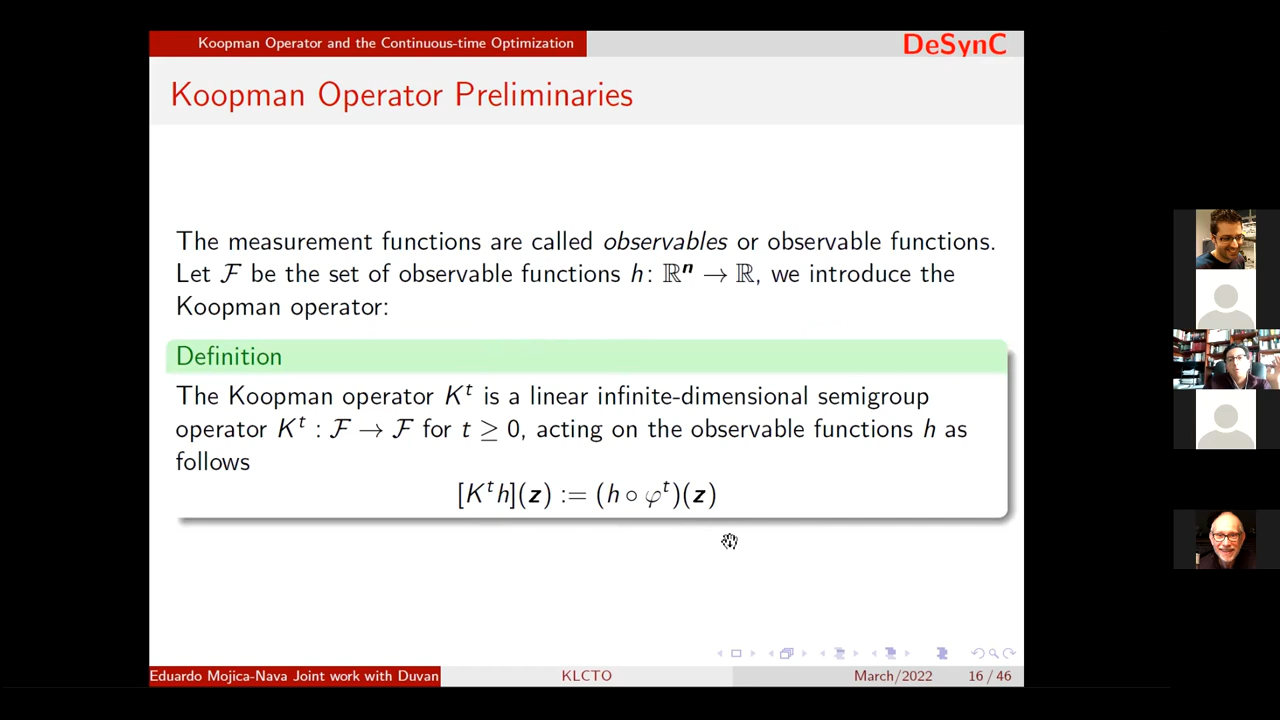 Koopman Operator and the Continuous-time Optimization
DeSynC
Koopman Operator Preliminaries
The measurement functions are called observables or observable functions.
Let ℱ be the set of observable functions h: ℝⁿ → ℝ, we introduce the
Koopman operator:
Definition
The Koopman operator Kᵗ is a linear infinite-dimensional semigroup
operator Kᵗ : ℱ → ℱ for t ≥ 0, acting on the observable functions h as
follows
[Kᵗh](z) := (h ∘ φᵗ)(z)
Eduardo Mojica-Nava Joint work with Duvan
KLCTO
March/2022
16 / 46